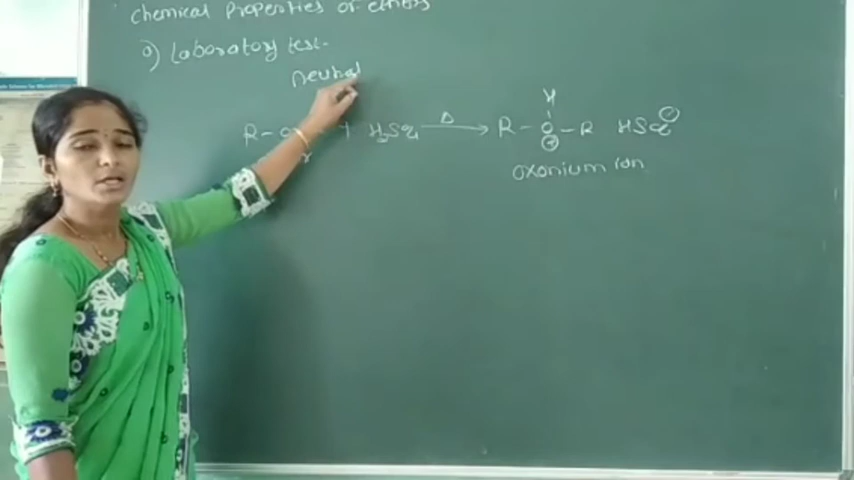 chemical properties of ethers
a) Laboratory test-
neutral
H
R-O + H₂SO₄ Δ → R-O-R HSO₄ ⊖
⊕
oxonium ion